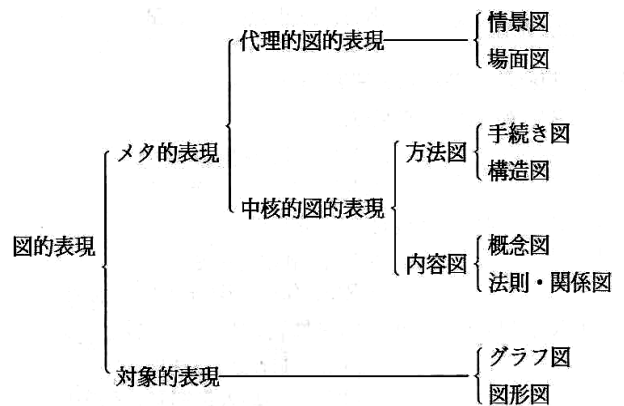 情景図
代理的図的表現
場面図
手続き図
メタ的表現
方法図
構造図
中核的図的表現
図的表現
概念図
内容図
法則・関係図
グラフ図
対象的表現
図形図